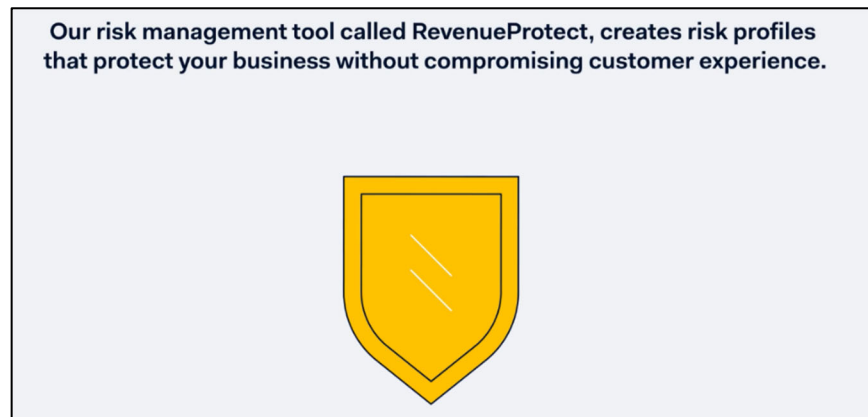 Our risk management tool called RevenueProtect, creates risk profiles
that protect your business without compromising customer experience.